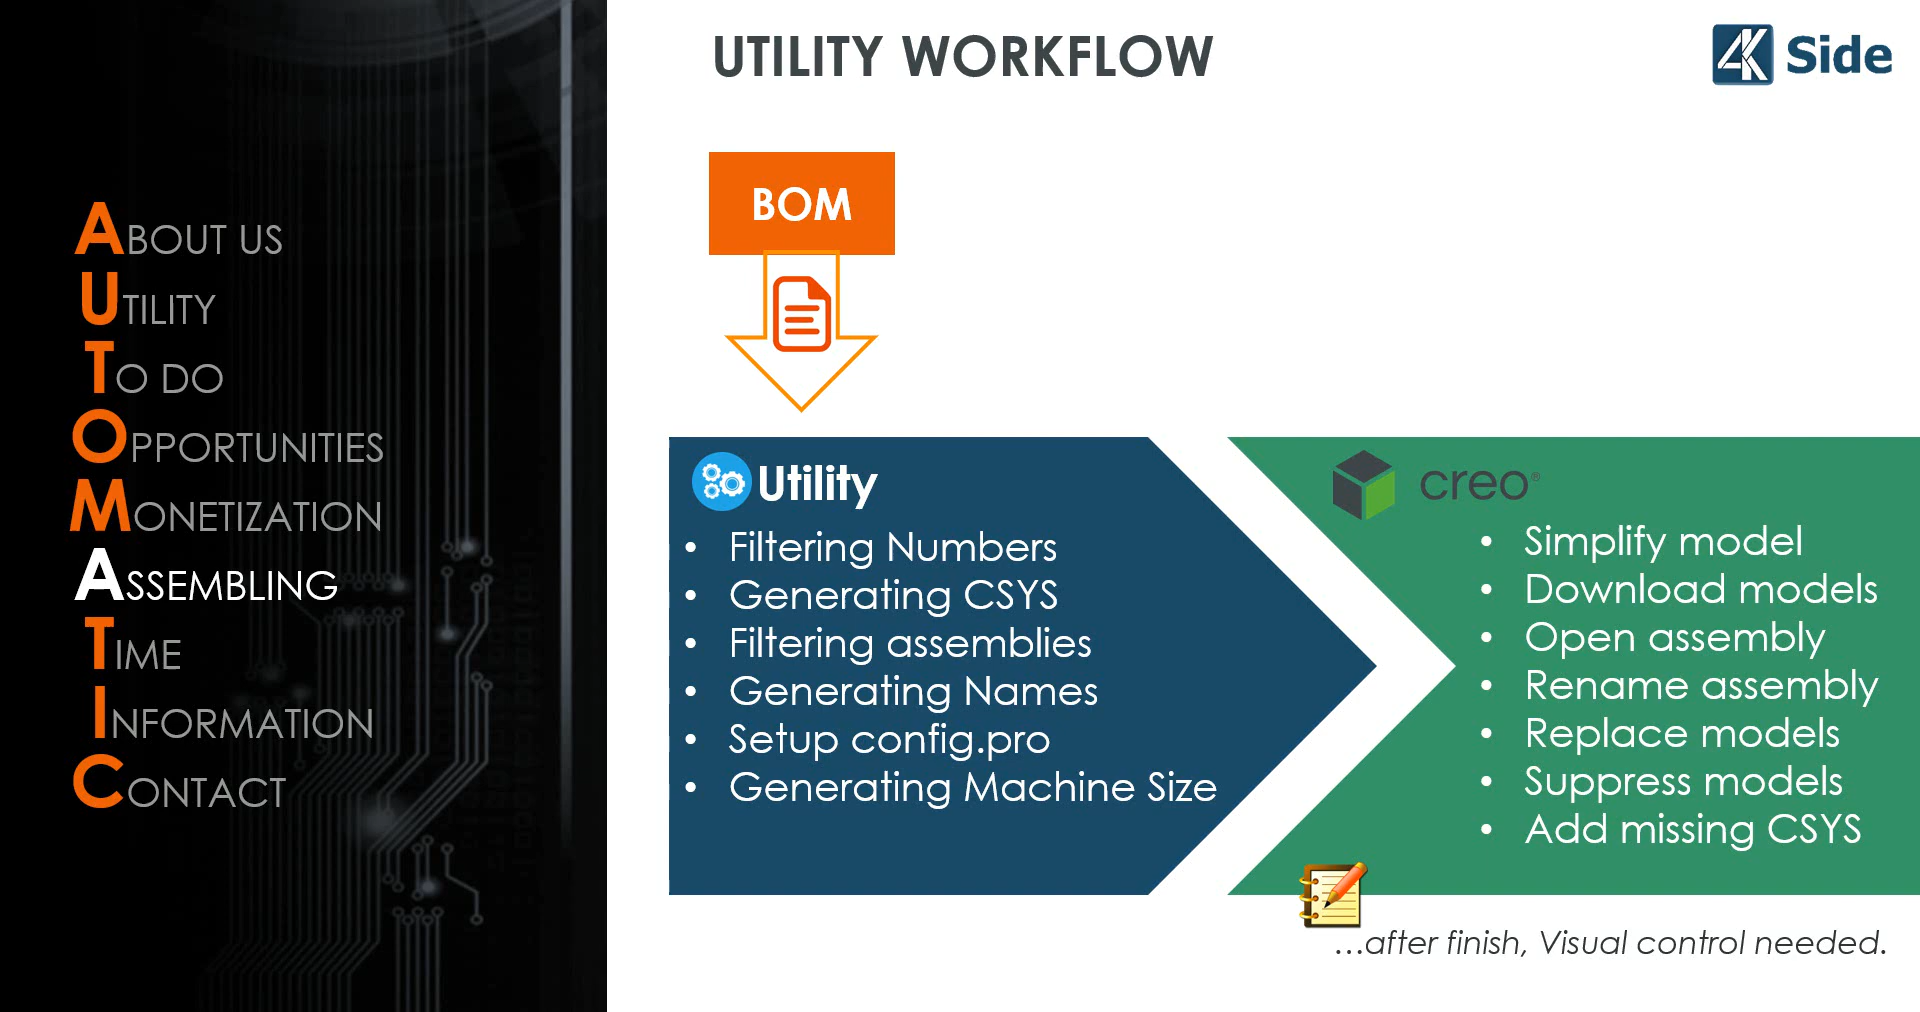 ABOUT US
UTILITY
TO DO
OPPORTUNITIES
MONETIZATION
ASSEMBLING
TIME
INFORMATION
CONTACT
UTILITY WORKFLOW
4K Side
BOM
Utility
• Filtering Numbers
• Generating CSYS
• Filtering assemblies
• Generating Names
• Setup config.pro
• Generating Machine Size
creo®
• Simplify model
• Download models
• Open assembly
• Rename assembly
• Replace models
• Suppress models
• Add missing CSYS
...after finish, Visual control needed.